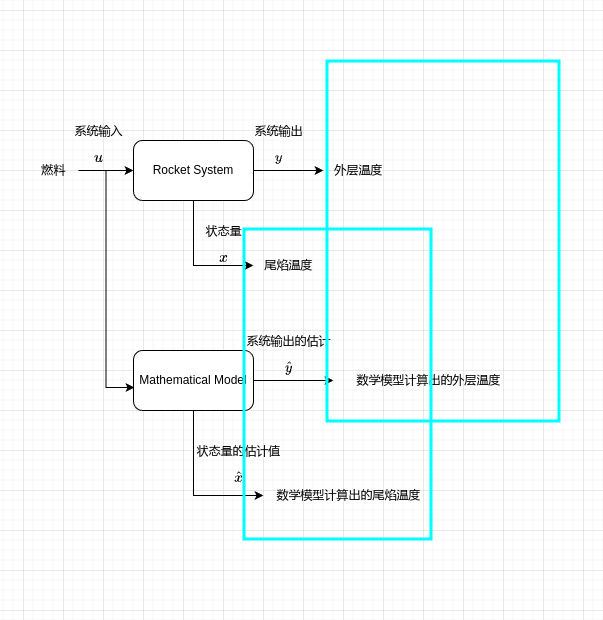 系统输入
系统输出
u
y
燃料
Rocket System
外层温度
状态量
x
尾焰温度
系统输出的估计
ŷ
Mathematical Model
数学模型计算出的外层温度
状态量的估计值
x̂
数学模型计算出的尾焰温度